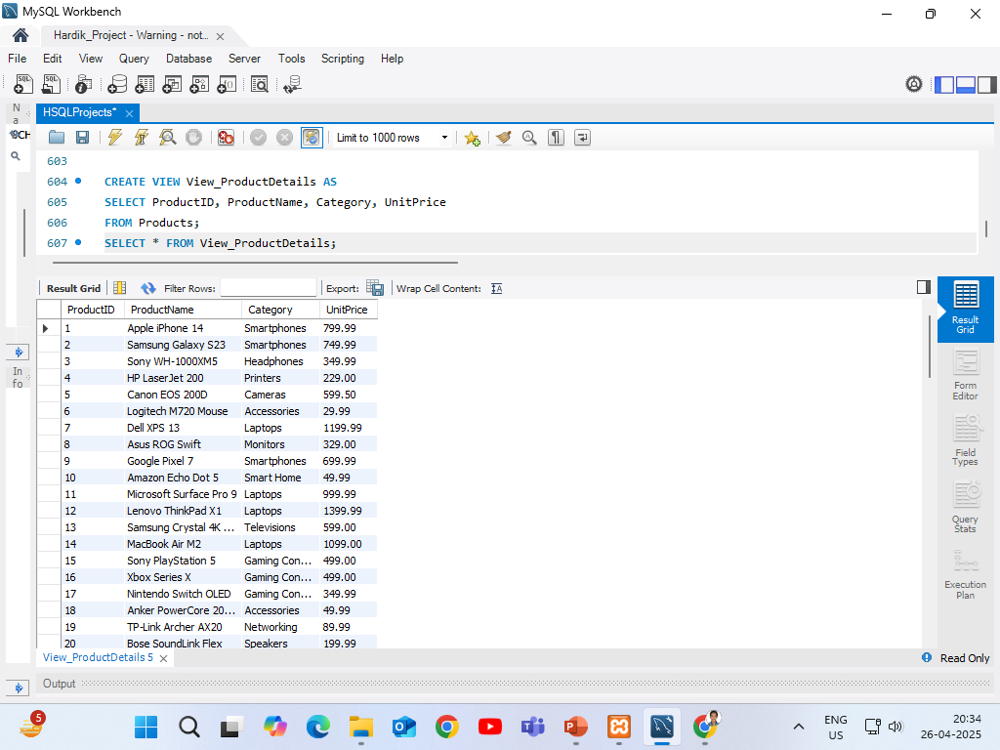 MySQL Workbench
Hardik_Project - Warning - not...
File Edit View Query Database Server Tools Scripting Help
SQL SQL
N
a
HSQLProjects*
CH
Limit to 1000 rows
603
604 CREATE VIEW View_ProductDetails AS
605 SELECT ProductID, ProductName, Category, UnitPrice
606 FROM Products;
607 SELECT * FROM View_ProductDetails;
Result Grid Filter Rows: Export: Wrap Cell Content: IA
ProductID ProductName Category UnitPrice
1 Apple iPhone 14 Smartphones 799.99
2 Samsung Galaxy S23 Smartphones 749.99
3 Sony WH-1000XM5 Headphones 349.99
4 HP LaserJet 200 Printers 229.00
5 Canon EOS 200D Cameras 599.50
6 Logitech M720 Mouse Accessories 29.99
7 Dell XPS 13 Laptops 1199.99
8 Asus ROG Swift Monitors 329.00
9 Google Pixel 7 Smartphones 699.99
10 Amazon Echo Dot 5 Smart Home 49.99
11 Microsoft Surface Pro 9 Laptops 999.99
12 Lenovo ThinkPad X1 Laptops 1399.99
13 Samsung Crystal 4K ... Televisions 599.00
14 MacBook Air M2 Laptops 1099.00
15 Sony PlayStation 5 Gaming Con... 499.00
16 Xbox Series X Gaming Con... 499.00
17 Nintendo Switch OLED Gaming Con... 349.99
18 Anker PowerCore 20... Accessories 49.99
19 TP-Link Archer AX20 Networking 89.99
20 Bose SoundLink Flex Speakers 199.99
In
fo
Result
Grid
Form
Editor
Field
Types
Query
Stats
Execution
Plan
View_ProductDetails 5
Read Only
Output
5
ENG
US
20:34
26-04-2025